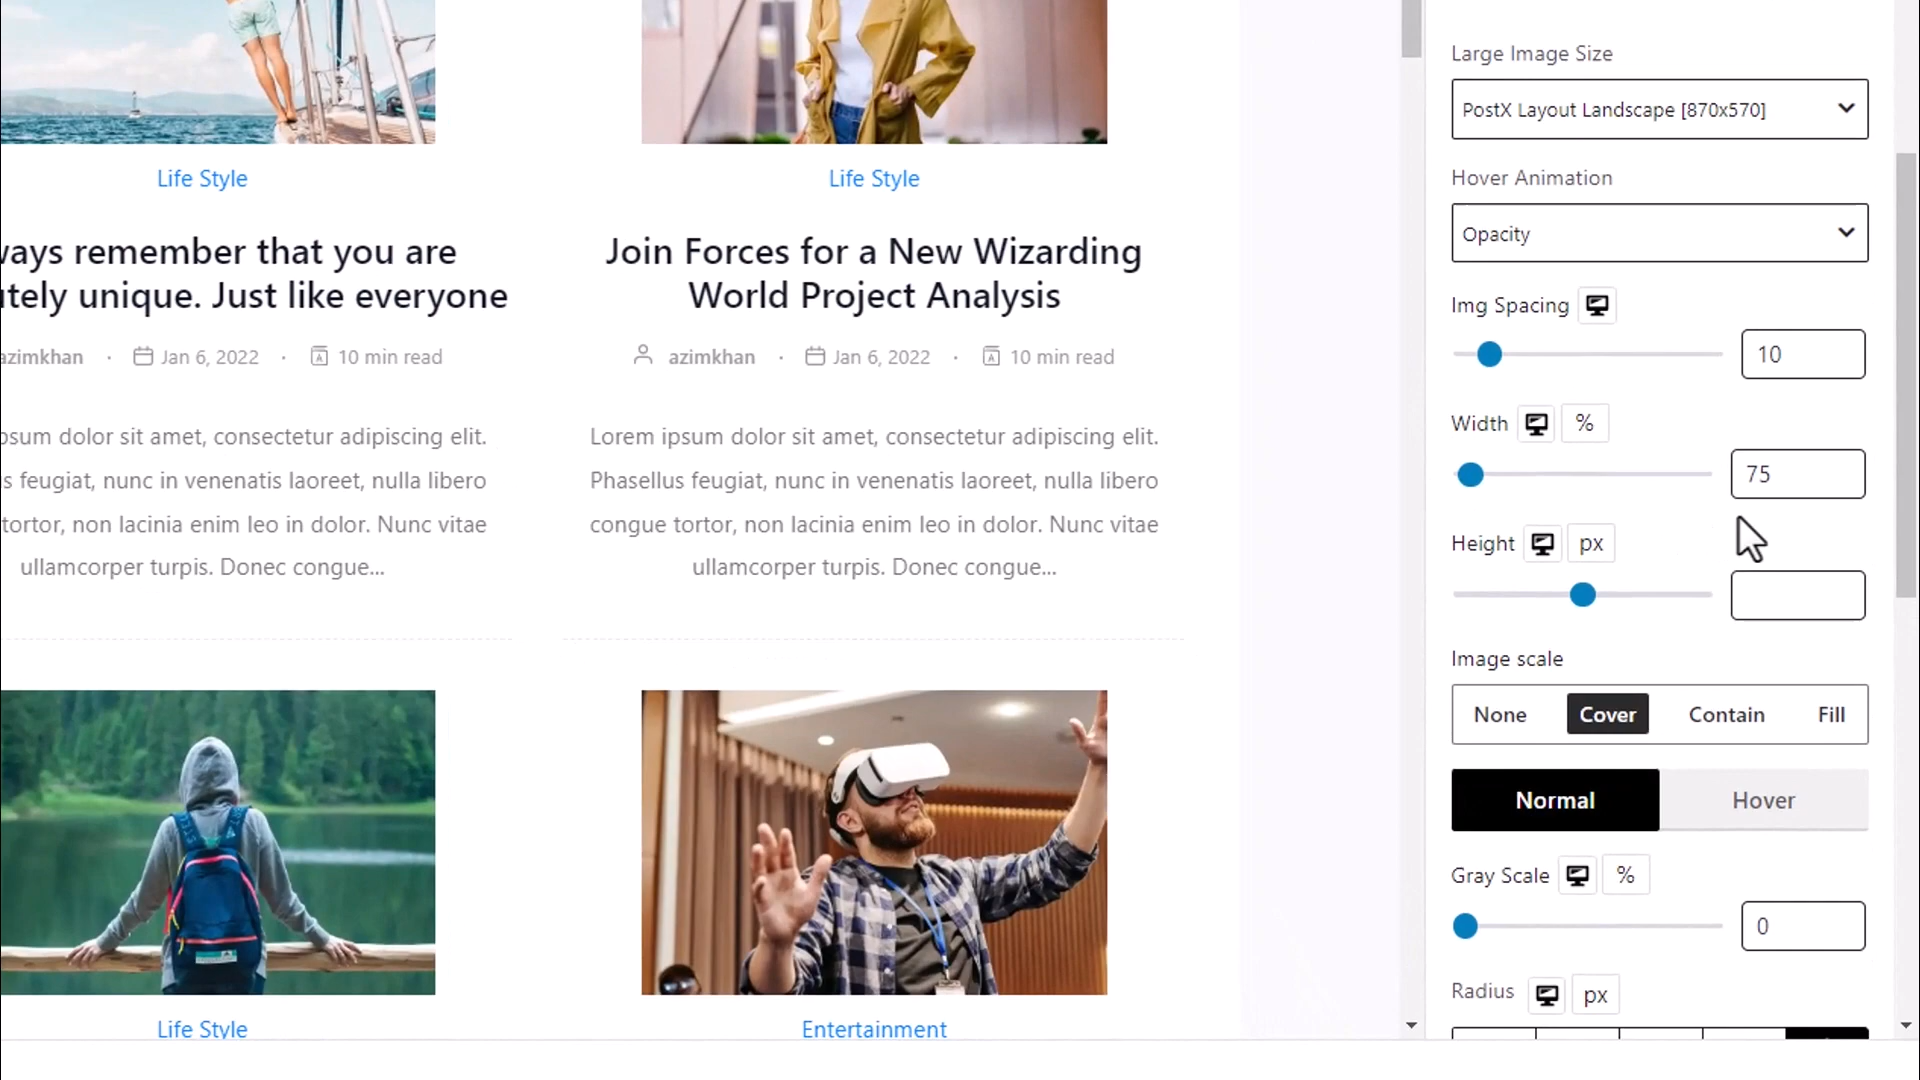 Life Style
ways remember that you are
utely unique. Just like everyone
azimkhan · Jan 6, 2022 · 10 min read
psum dolor sit amet, consectetur adipiscing elit.
s feugiat, nunc in venenatis laoreet, nulla libero
tortor, non lacinia enim leo in dolor. Nunc vitae
ullamcorper turpis. Donec congue...
Life Style
Life Style
Join Forces for a New Wizarding
World Project Analysis
azimkhan · Jan 6, 2022 · 10 min read
Lorem ipsum dolor sit amet, consectetur adipiscing elit.
Phasellus feugiat, nunc in venenatis laoreet, nulla libero
congue tortor, non lacinia enim leo in dolor. Nunc vitae
ullamcorper turpis. Donec congue...
Entertainment
Large Image Size
PostX Layout Landscape [870x570]
Hover Animation
Opacity
Img Spacing
10
Width %
75
Height px
Image scale
None Cover Contain Fill
Normal Hover
Gray Scale %
0
Radius px